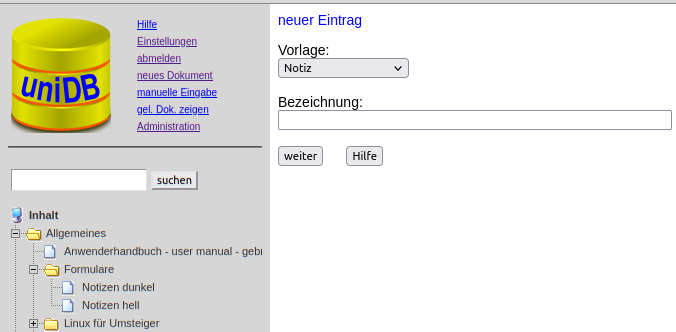 uniDB
Hilfe
Einstellungen
abmelden
neues Dokument
manuelle Eingabe
gel. Dok. zeigen
Administration
suchen
Inhalt
Allgemeines
Anwenderhandbuch - user manual - gebr
Formulare
Notizen dunkel
Notizen hell
Linux für Umsteiger
neuer Eintrag
Vorlage:
Notiz
Bezeichnung:
weiter Hilfe